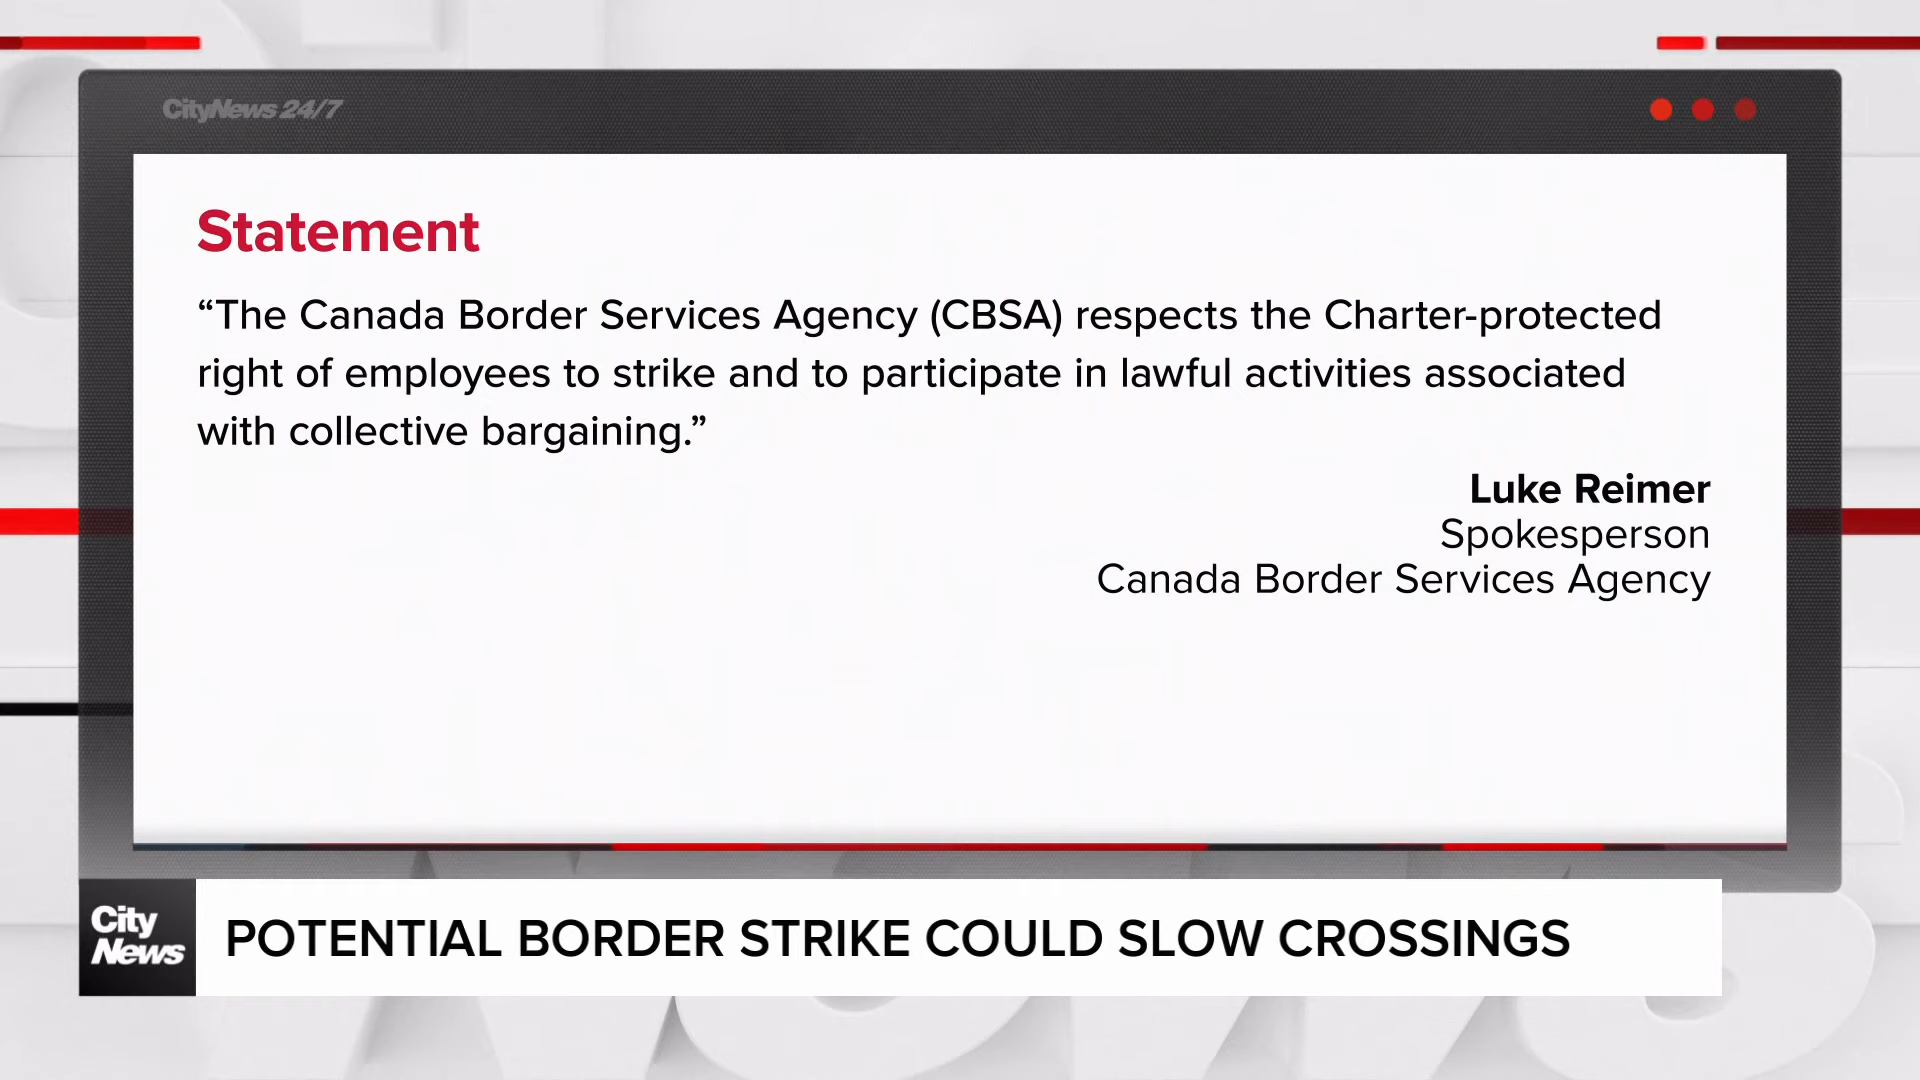 CityNews 24/7
Statement
“The Canada Border Services Agency (CBSA) respects the Charter-protected
right of employees to strike and to participate in lawful activities associated
with collective bargaining.”
Luke Reimer
Spokesperson
Canada Border Services Agency
City
News
POTENTIAL BORDER STRIKE COULD SLOW CROSSINGS